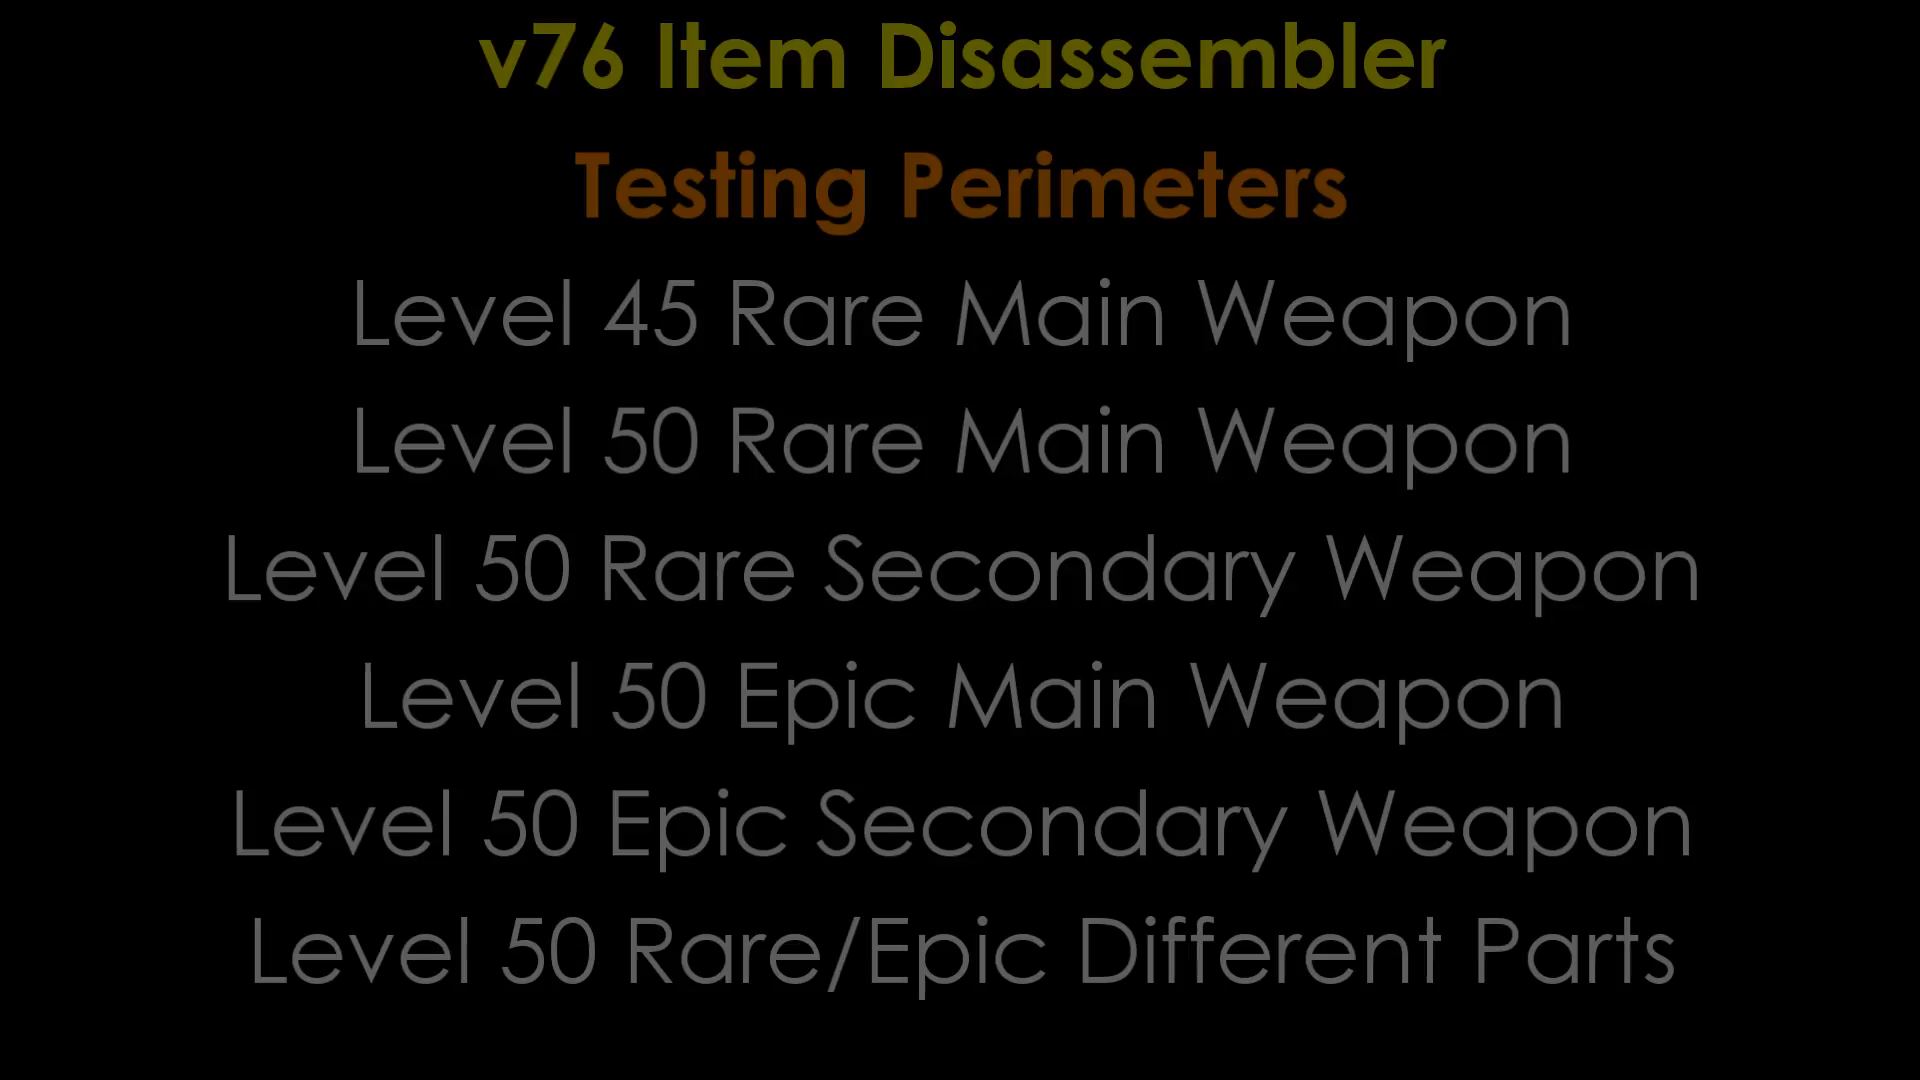 v76 Item Disassembler
Testing Perimeters
Level 45 Rare Main Weapon
Level 50 Rare Main Weapon
Level 50 Rare Secondary Weapon
Level 50 Epic Main Weapon
Level 50 Epic Secondary Weapon
Level 50 Rare/Epic Different Parts